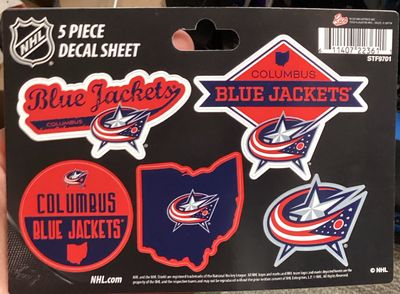 NHL
5 PIECE
DECAL SHEET
STF9701
Blue Jackets
COLUMBUS
COLUMBUS
BLUE JACKETS
COLUMBUS
BLUE JACKETS
NHL.com
© NHL